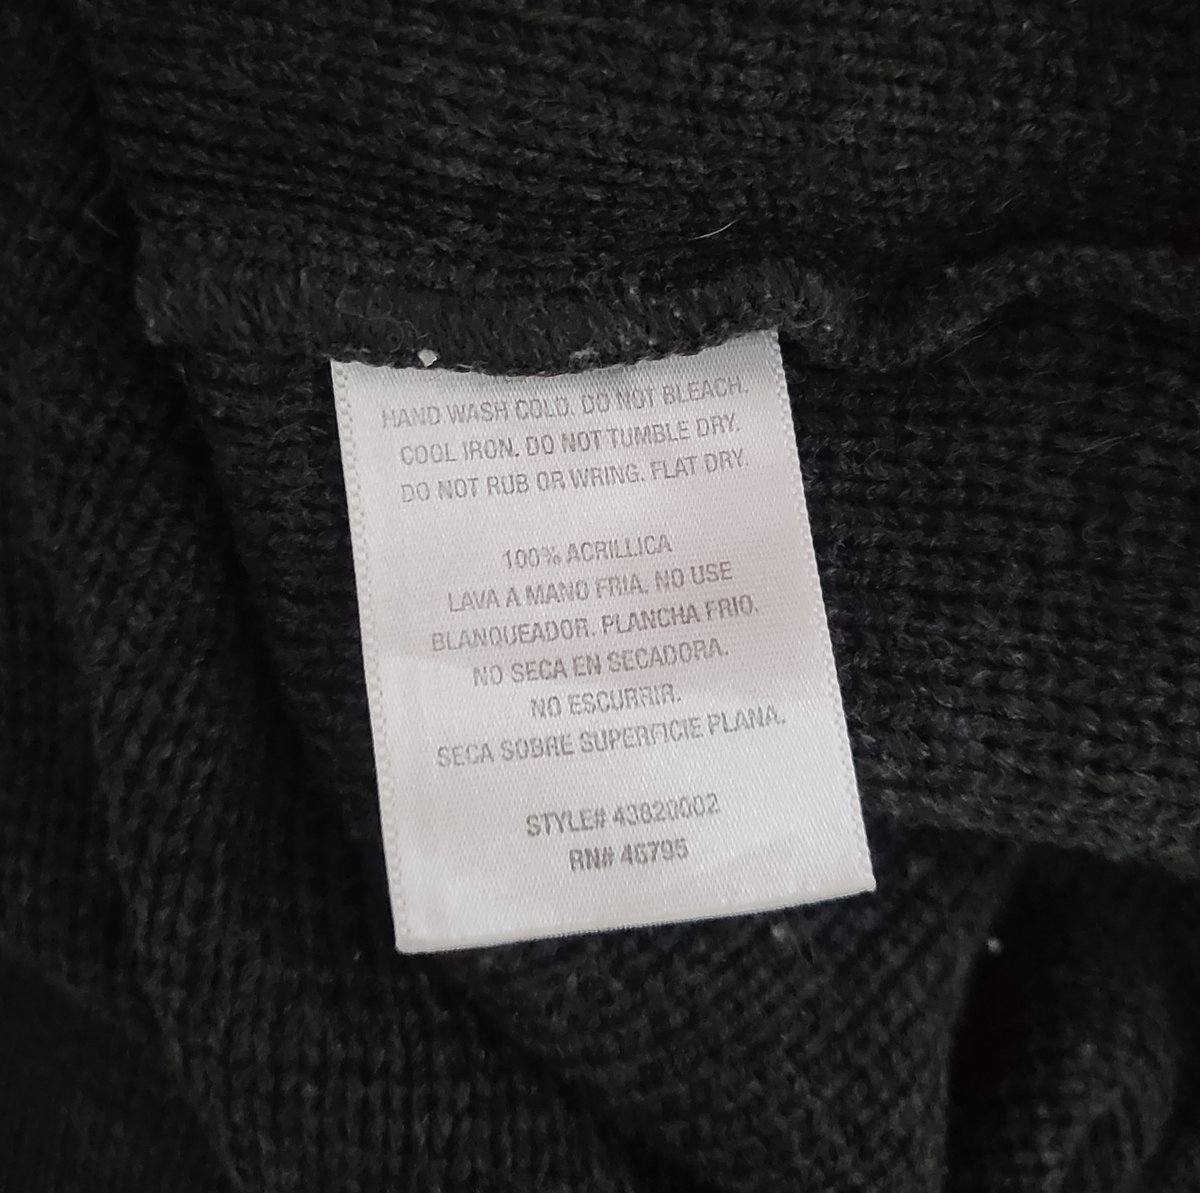 HAND WASH COLD. DO NOT BLEACH.
COOL IRON. DO NOT TUMBLE DRY.
DO NOT RUB OR WRING. FLAT DRY.
100% ACRILLICA
LAVA A MANO FRIA. NO USE
BLANQUEADOR. PLANCHA FRIO.
NO SECA EN SECADORA.
NO ESCURRIR.
SECA SOBRE SUPERFICIE PLANA.
STYLE# 43820002
RN# 46795